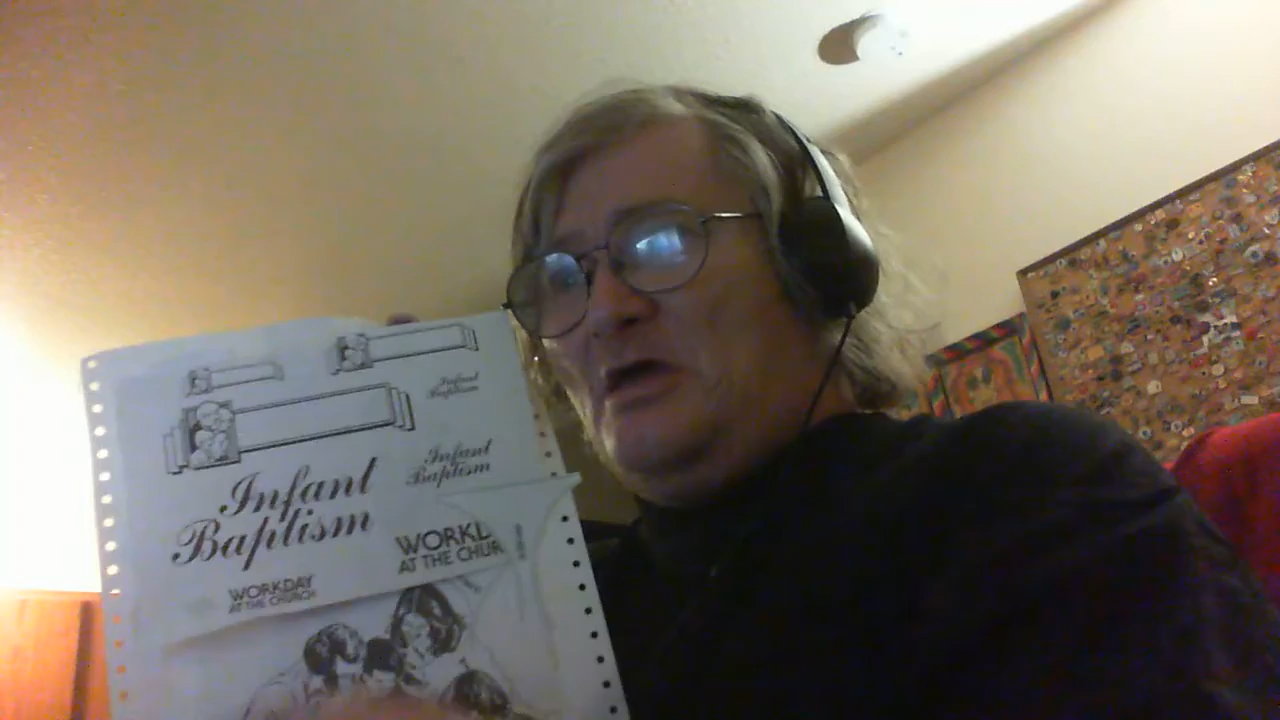 Infant
Baptism
Infant
Baptism
Infant
Baptism
WORKD
AT THE CHUR
WORKDAY
AT THE CHURCH